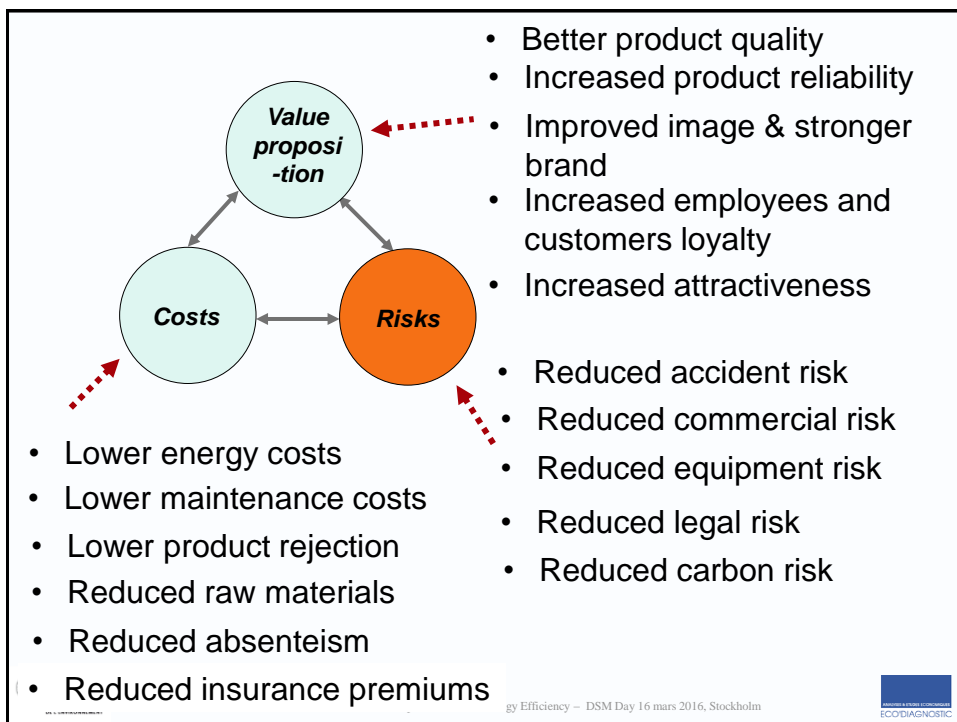 • Better product quality
• Increased product reliability
• Improved image & stronger
brand
• Increased employees and
customers loyalty
• Increased attractiveness
Value
proposi
-tion
Costs
Risks
• Reduced accident risk
• Reduced commercial risk
• Reduced equipment risk
• Reduced legal risk
• Reduced carbon risk
• Lower energy costs
• Lower maintenance costs
• Lower product rejection
• Reduced raw materials
• Reduced absenteism
• Reduced insurance premiums
gy Efficiency – DSM Day 16 mars 2016, Stockholm
ANALYSES & ETUDES ECONOMIQUES
ECO'DIAGNOSTIC